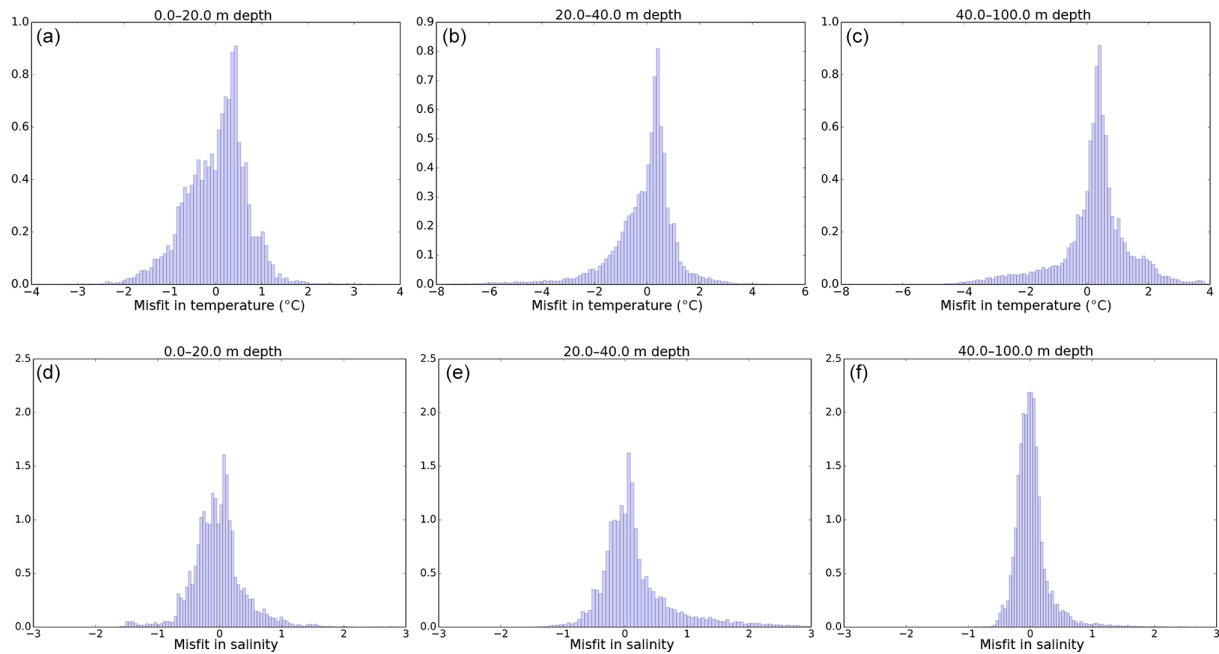 0.0–20.0 m depth
(a)
1.0
0.8
0.6
0.4
0.2
0.0
−4 −3 −2 −1 0 1 2 3 4
Misfit in temperature (°C)
20.0–40.0 m depth
(b)
0.9
0.8
0.7
0.6
0.5
0.4
0.3
0.2
0.1
0.0
−8 −6 −4 −2 0 2 4 6
Misfit in temperature (°C)
40.0–100.0 m depth
(c)
1.0
0.8
0.6
0.4
0.2
0.0
−8 −6 −4 −2 0 2 4
Misfit in temperature (°C)
0.0–20.0 m depth
(d)
2.5
2.0
1.5
1.0
0.5
0.0
−3 −2 −1 0 1 2 3
Misfit in salinity
20.0–40.0 m depth
(e)
2.5
2.0
1.5
1.0
0.5
0.0
−3 −2 −1 0 1 2 3
Misfit in salinity
40.0–100.0 m depth
(f)
2.5
2.0
1.5
1.0
0.5
0.0
−3 −2 −1 0 1 2 3
Misfit in salinity